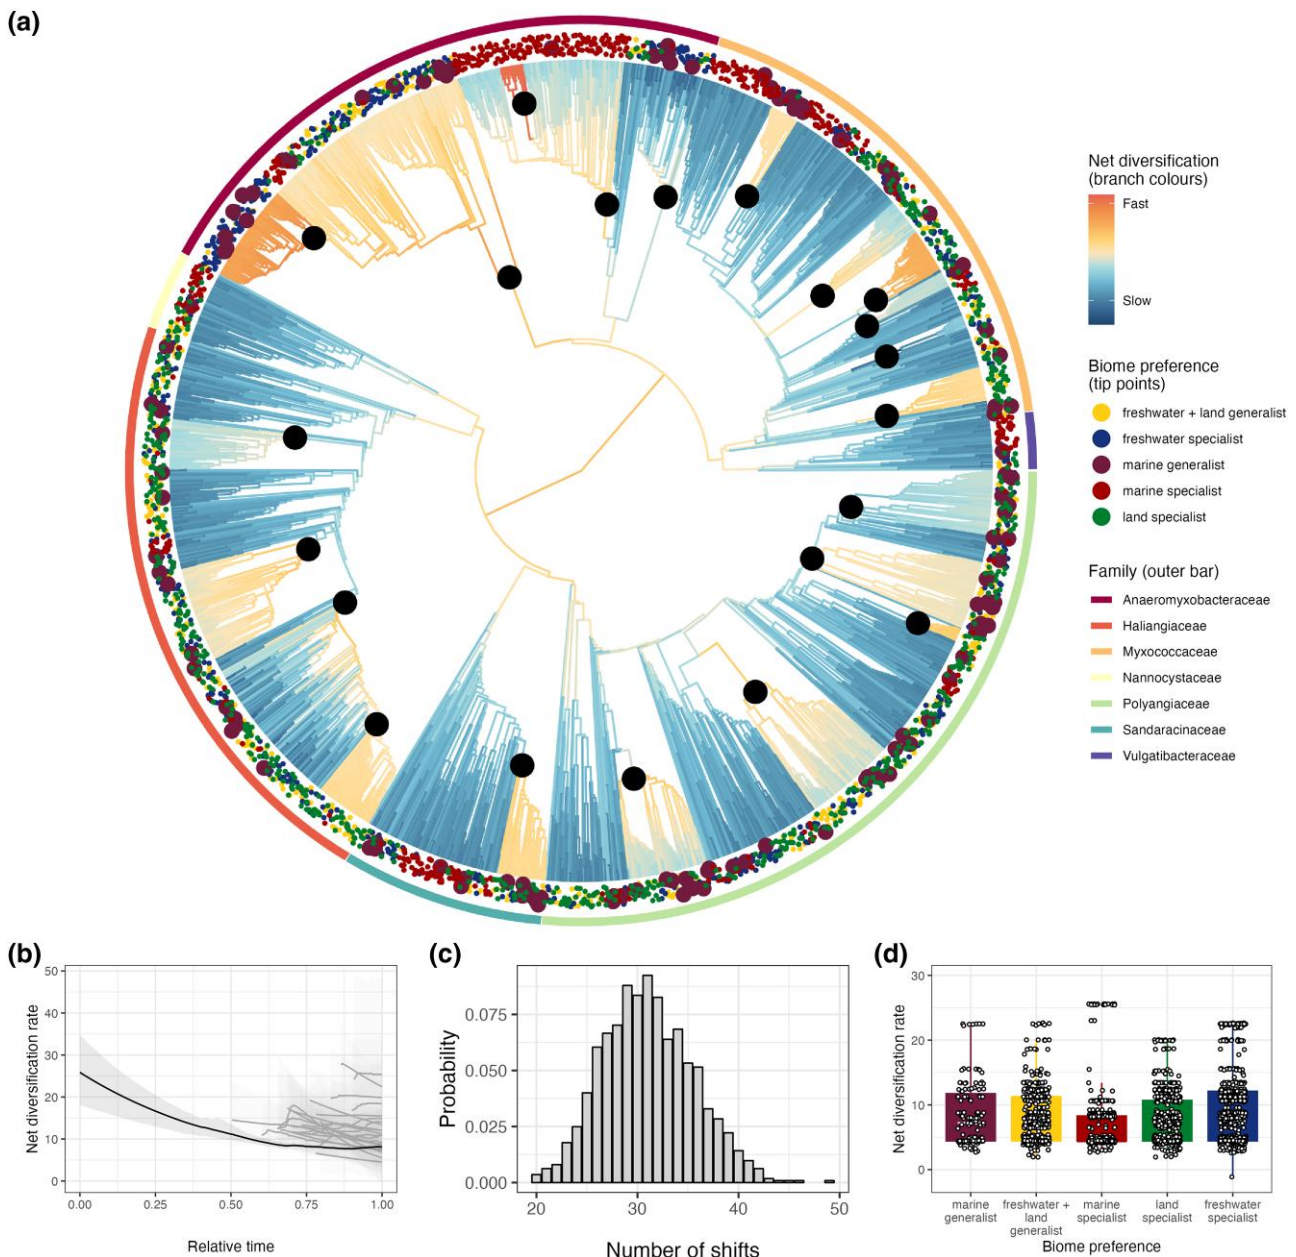 (a)
Net diversification
(branch colours)
Fast
Slow
Biome preference
(tip points)
freshwater + land generalist
freshwater specialist
marine generalist
marine specialist
land specialist
Family (outer bar)
Anaeromyxobacteraceae
Haliangiaceae
Myxococcaceae
Nannocystaceae
Polyangiaceae
Sandaracinaceae
Vulgatibacteraceae
(b)
Net diversification rate
50
40
30
20
10
0
0.00 0.25 0.50 0.75 1.00
Relative time
(c)
Probability
0.075
0.050
0.025
0.000
20 30 40 50
Number of shifts
(d)
Net diversification rate
30
20
10
0
marine generalist
freshwater + land generalist
marine specialist
land specialist
freshwater specialist
Biome preference